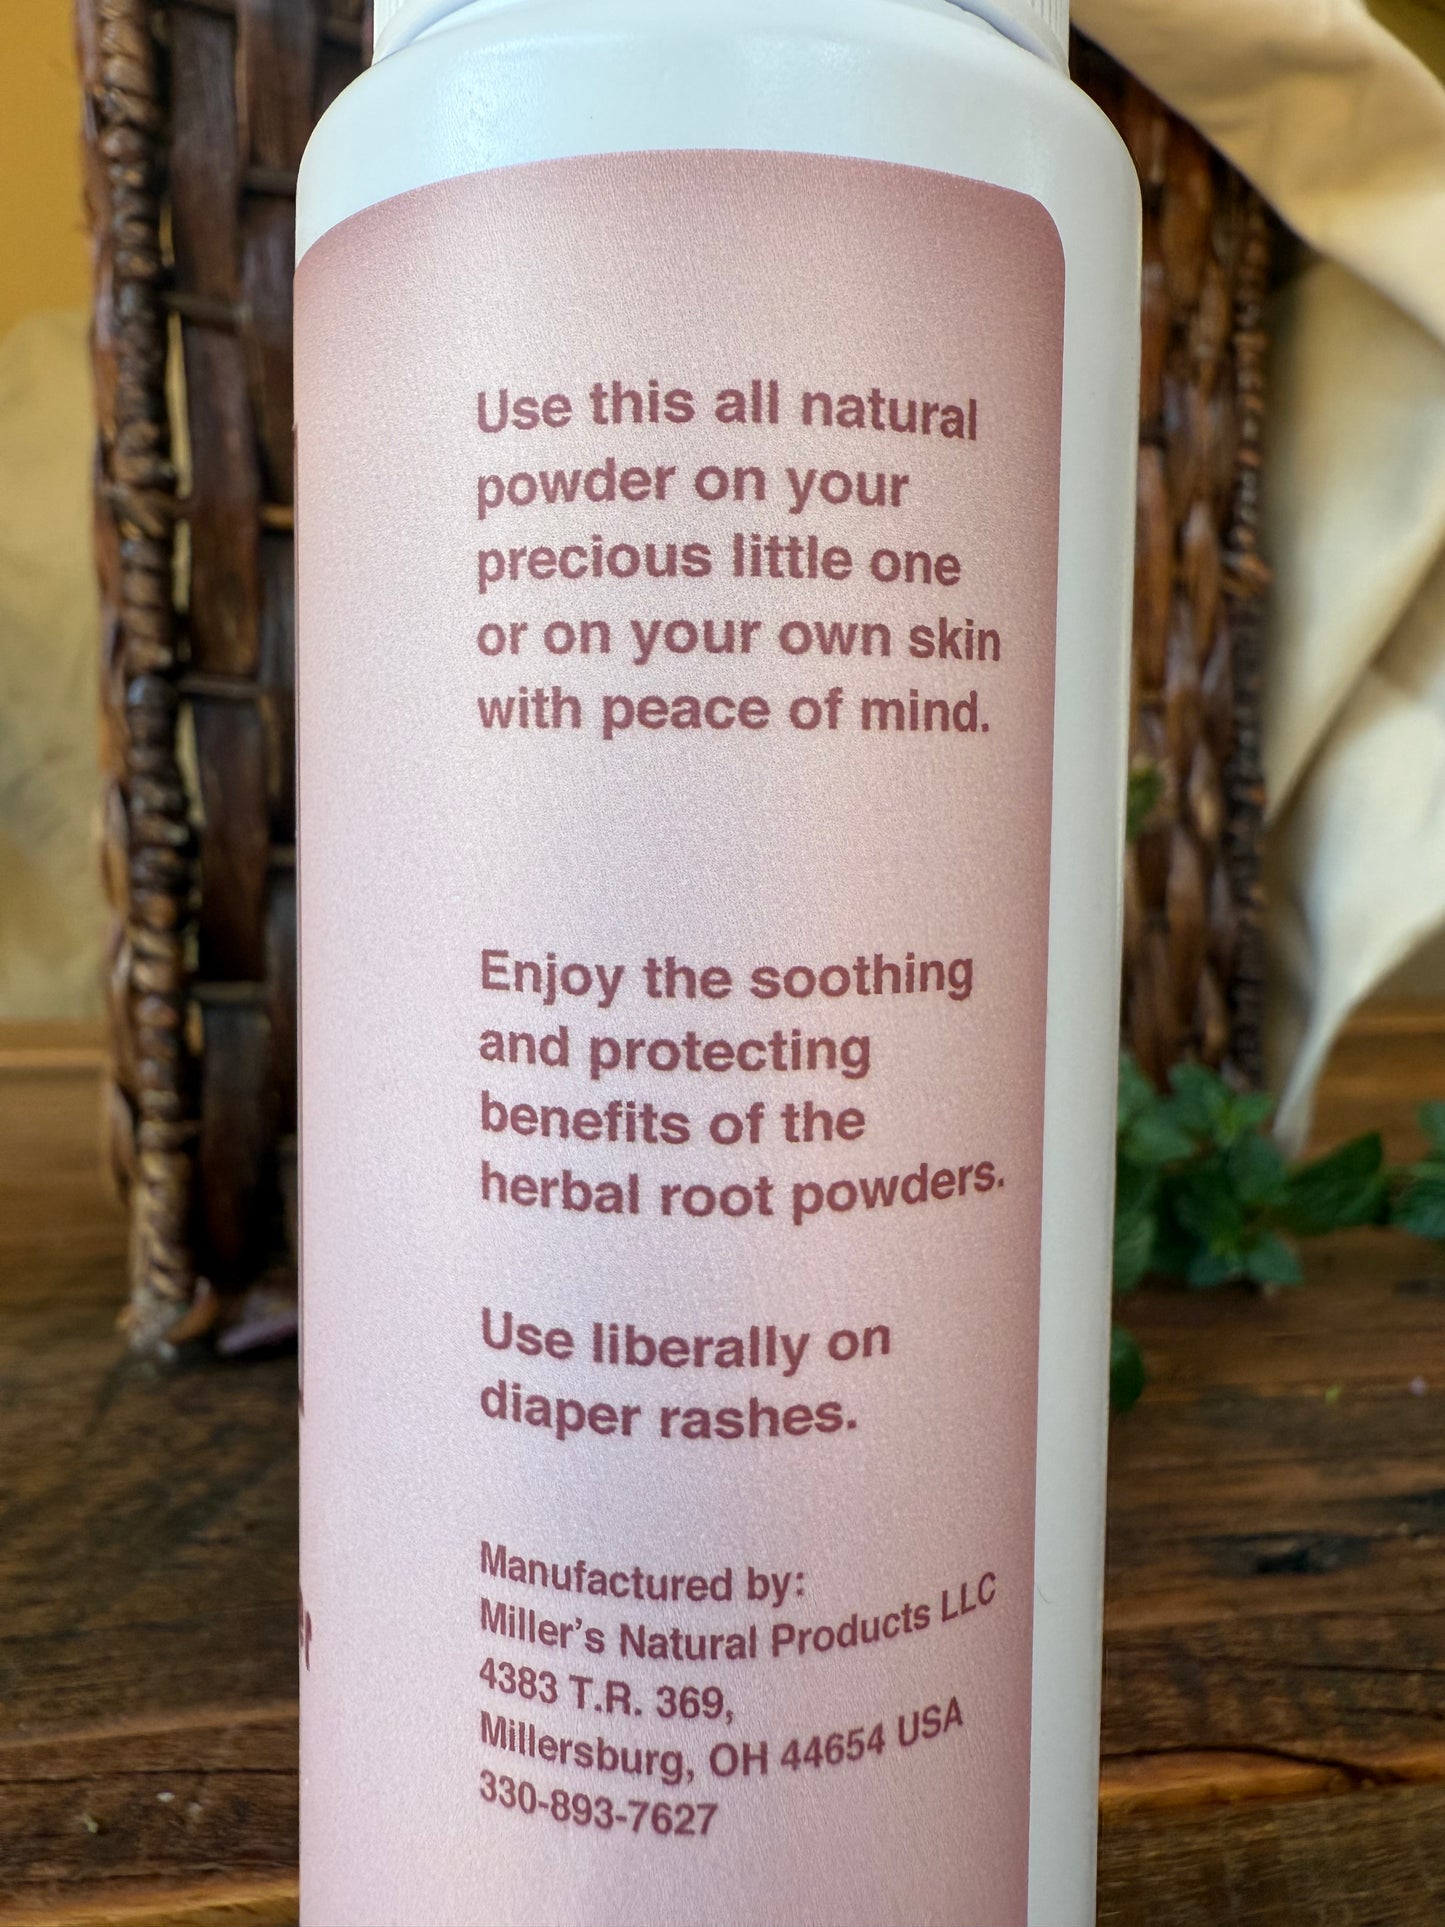 Use this all natural
powder on your
precious little one
or on your own skin
with peace of mind.
Enjoy the soothing
and protecting
benefits of the
herbal root powders.
Use liberally on
diaper rashes.
Manufactured by:
Miller's Natural Products LLC
4383 T.R. 369,
Millersburg, OH 44654 USA
330-893-7627